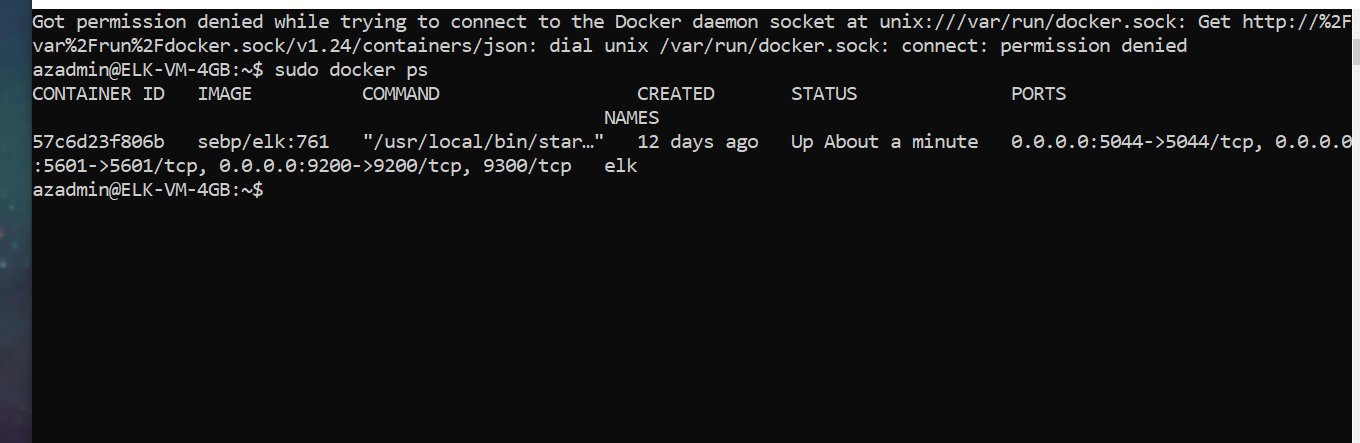 Got permission denied while trying to connect to the Docker daemon socket at unix:///var/run/docker.sock: Get http://%2F
var%2Frun%2Fdocker.sock/v1.24/containers/json: dial unix /var/run/docker.sock: connect: permission denied
azadmin@ELK-VM-4GB:~$ sudo docker ps
CONTAINER ID   IMAGE          COMMAND                  CREATED       STATUS              PORTS
                                                    NAMES
57c6d23f806b   sebp/elk:761   "/usr/local/bin/star…"   12 days ago   Up About a minute   0.0.0.0:5044->5044/tcp, 0.0.0.0
:5601->5601/tcp, 0.0.0.0:9200->9200/tcp, 9300/tcp   elk
azadmin@ELK-VM-4GB:~$